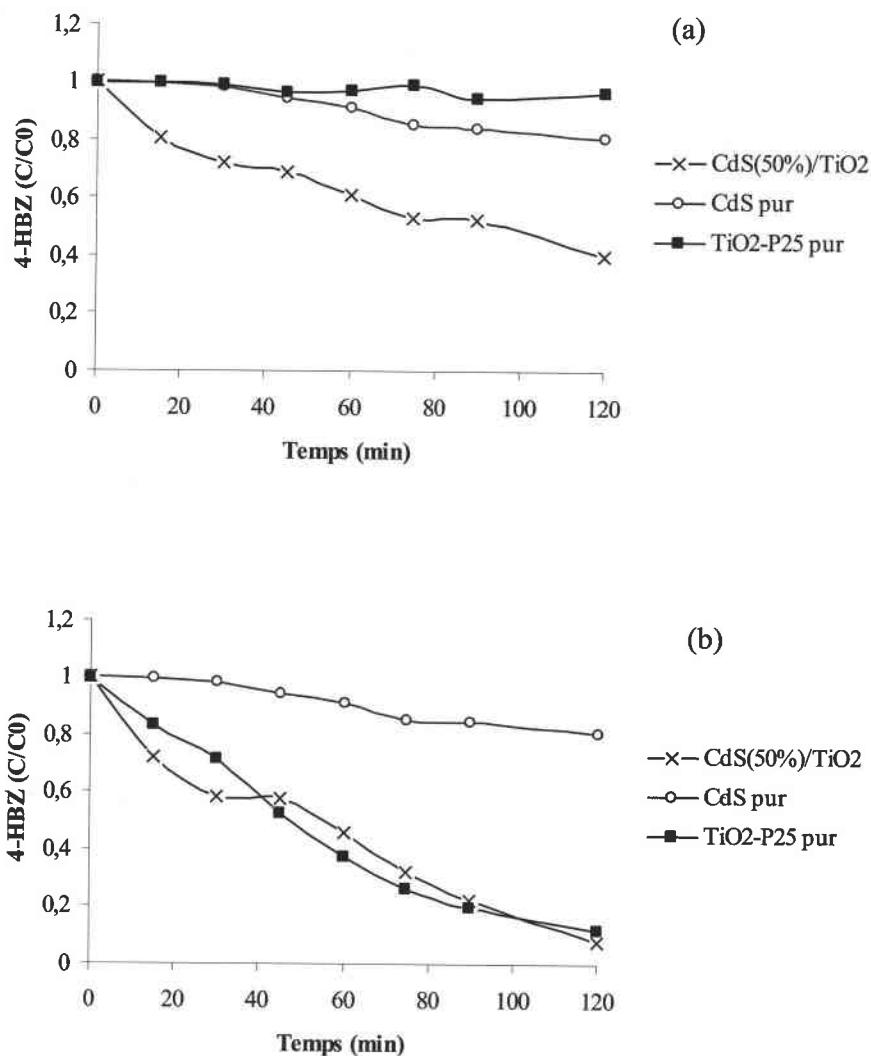 (a)
1,2
1
0,8
0,6
0,4
0,2
0
4-HBZ (C/C0)
0 20 40 60 80 100 120
Temps (min)
CdS(50%)/TiO2
CdS pur
TiO2-P25 pur
(b)
1,2
1
0,8
0,6
0,4
0,2
0
4-HBZ (C/C0)
0 20 40 60 80 100 120
Temps (min)
CdS(50%)/TiO2
CdS pur
TiO2-P25 pur